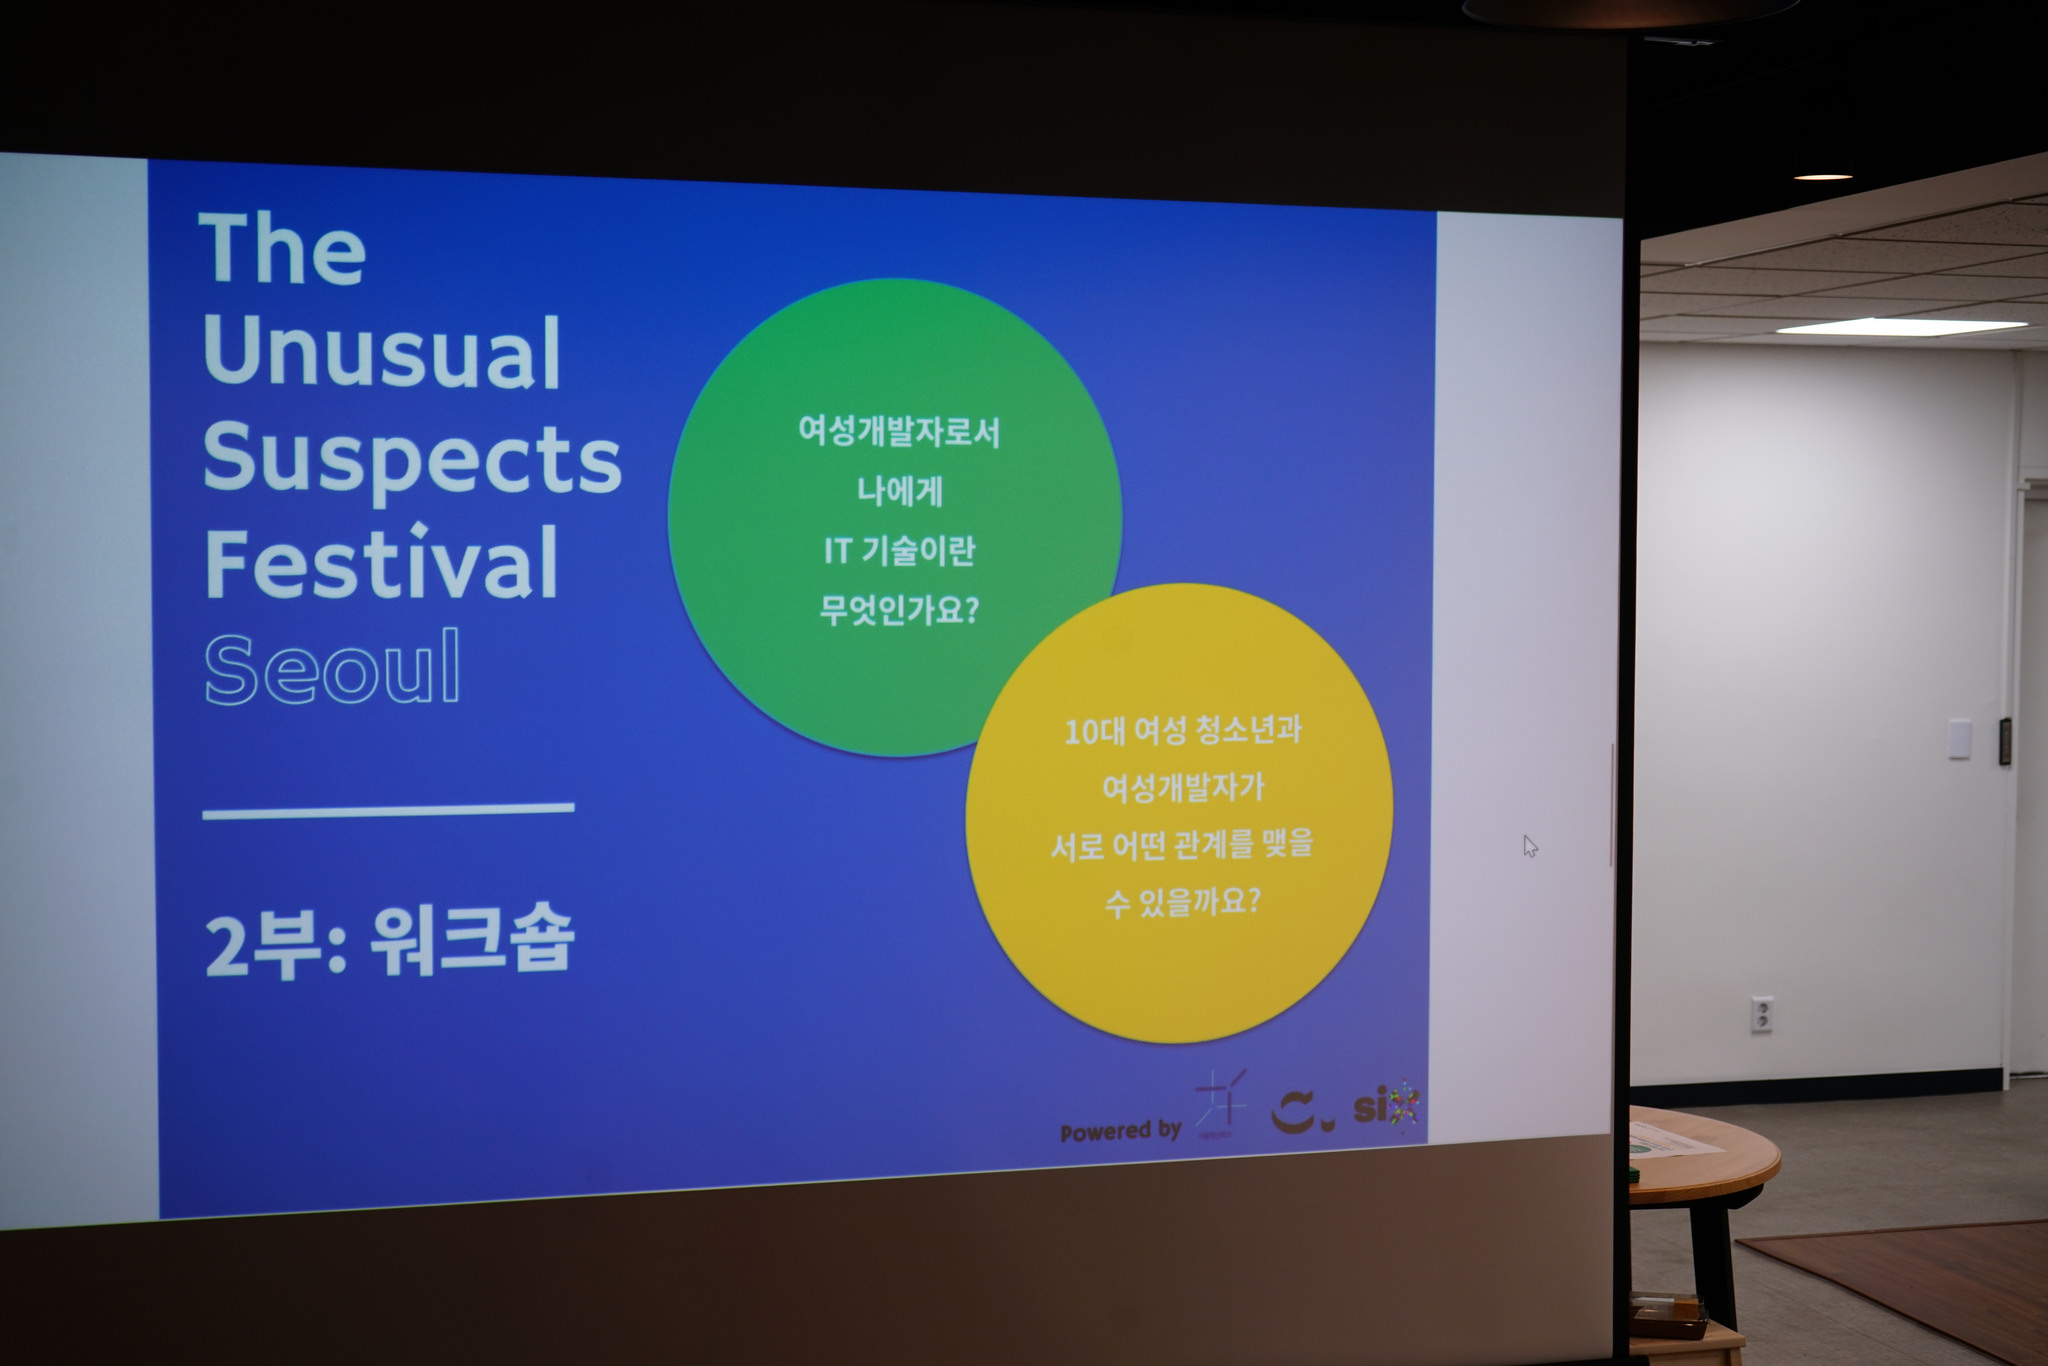 The
Unusual
Suspects
Festival
Seoul
2부: 워크숍
여성개발자로서
나에게
IT 기술이란
무엇인가요?
10대 여성 청소년과
여성개발자가
서로 어떤 관계를 맺을
수 있을까요?
Powered by
six